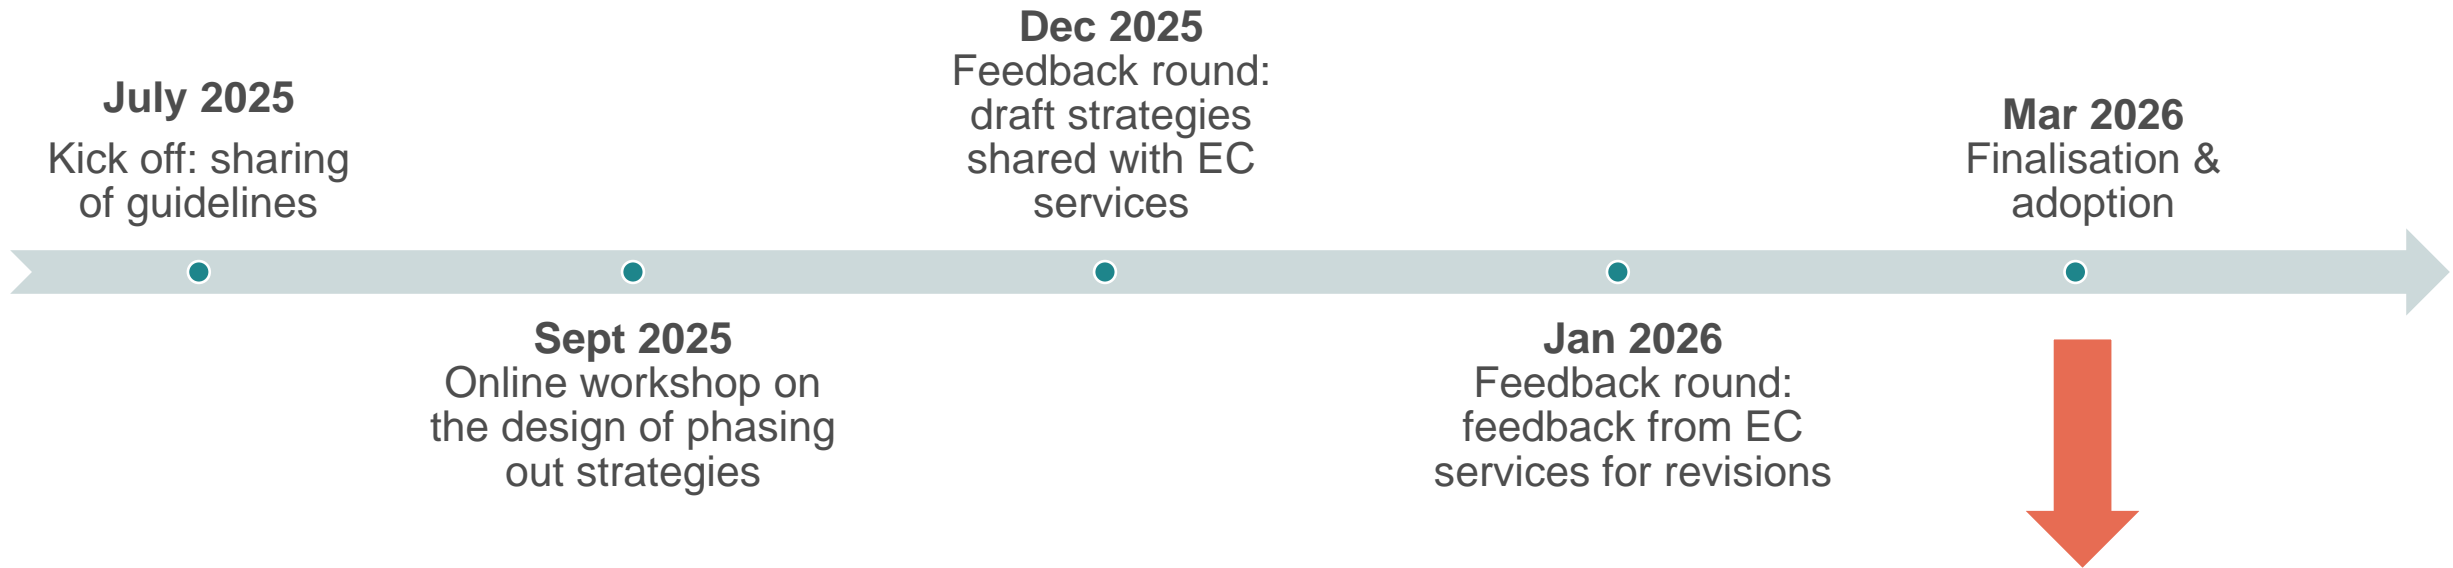 July 2025
Kick off: sharing
of guidelines
Sept 2025
Online workshop on
the design of phasing
out strategies
Dec 2025
Feedback round:
draft strategies
shared with EC
services
Jan 2026
Feedback round:
feedback from EC
services for revisions
Mar 2026
Finalisation &
adoption